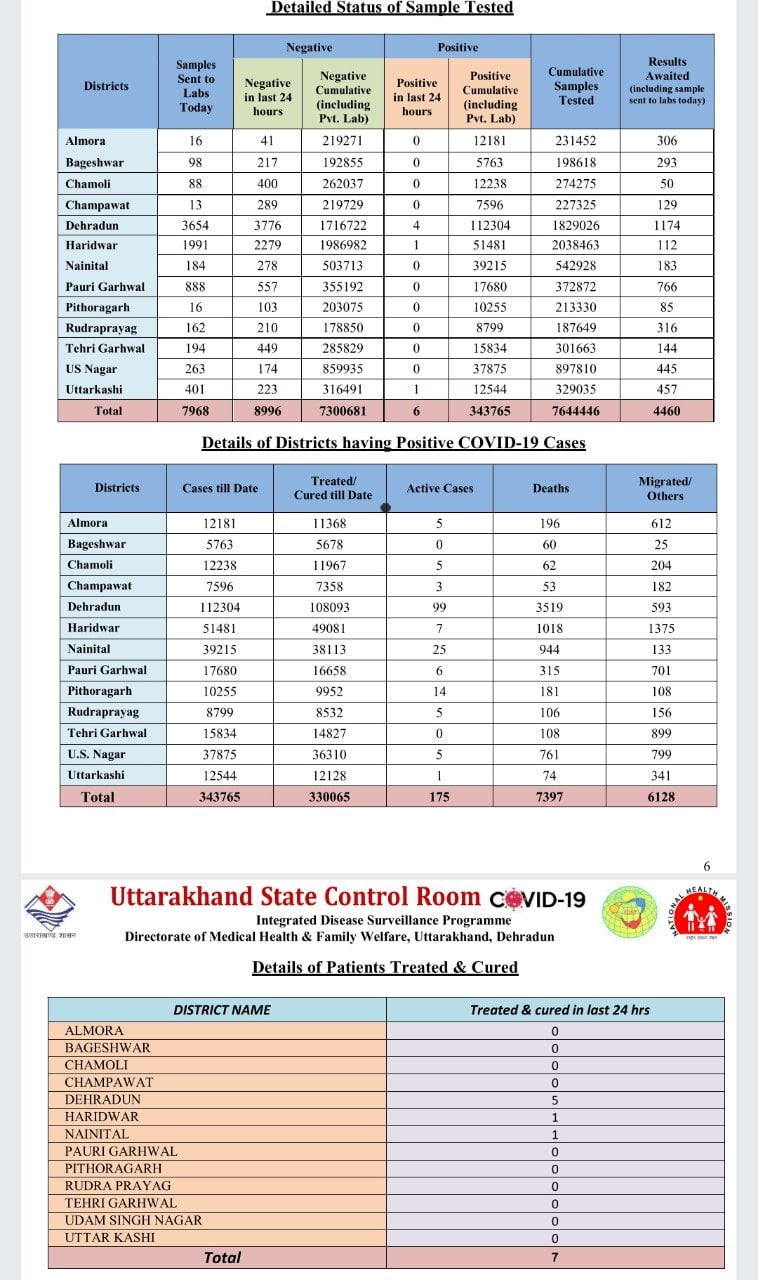 Detailed Status of Sample Tested
Districts Samples Sent to Labs Today Negative Positive Cumulative Samples Tested Results Awaited (including sample sent to labs today)
Negative in last 24 hours Negative Cumulative (including Pvt. Lab) Positive in last 24 hours Positive Cumulative (including Pvt. Lab)
Almora 16 41 219271 0 12181 231452 306
Bageshwar 98 217 192855 0 5763 198618 293
Chamoli 88 400 262037 0 12238 274275 50
Champawat 13 289 219729 0 7596 227325 129
Dehradun 3654 3776 1716722 4 112304 1829026 1174
Haridwar 1991 2279 1986982 1 51481 2038463 112
Nainital 184 278 503713 0 39215 542928 183
Pauri Garhwal 888 557 355192 0 17680 372872 766
Pithoragarh 16 103 203075 0 10255 213330 85
Rudraprayag 162 210 178850 0 8799 187649 316
Tehri Garhwal 194 449 285829 0 15834 301663 144
US Nagar 263 174 859935 0 37875 897810 445
Uttarkashi 401 223 316491 1 12544 329035 457
Total 7968 8996 7300681 6 343765 7644446 4460
Details of Districts having Positive COVID-19 Cases
Districts Cases till Date Treated/ Cured till Date Active Cases Deaths Migrated/ Others
Almora 12181 11368 5 196 612
Bageshwar 5763 5678 0 60 25
Chamoli 12238 11967 5 62 204
Champawat 7596 7358 3 53 182
Dehradun 112304 108093 99 3519 593
Haridwar 51481 49081 7 1018 1375
Nainital 39215 38113 25 944 133
Pauri Garhwal 17680 16658 6 315 701
Pithoragarh 10255 9952 14 181 108
Rudraprayag 8799 8532 5 106 156
Tehri Garhwal 15834 14827 0 108 899
U.S. Nagar 37875 36310 5 761 799
Uttarkashi 12544 12128 1 74 341
Total 343765 330065 175 7397 6128
6
Uttarakhand State Control Room COVID-19
Integrated Disease Surveillance Programme
Directorate of Medical Health & Family Welfare, Uttarakhand, Dehradun
उत्तराखण्ड शासन
NATIONAL HEALTH MISSION
Details of Patients Treated & Cured
DISTRICT NAME Treated & cured in last 24 hrs
ALMORA 0
BAGESHWAR 0
CHAMOLI 0
CHAMPAWAT 0
DEHRADUN 5
HARIDWAR 1
NAINITAL 1
PAURI GARHWAL 0
PITHORAGARH 0
RUDRA PRAYAG 0
TEHRI GARHWAL 0
UDAM SINGH NAGAR 0
UTTAR KASHI 0
Total 7